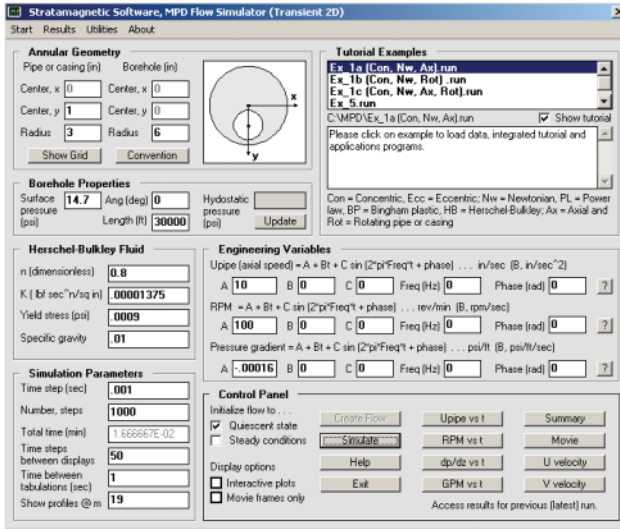 Stratamagnetic Software, MPD Flow Simulator (Transient 2D)
Start Results Utilities About
Annular Geometry
Pipe or casing (in) Borehole (in)
Center, x 0 Center, x 0
Center, y 1 Center, y 0
Radius 3 Radius 6
Show Grid Convention
x
y
Tutorial Examples
Ex_1a (Con, Nw, Ax).run
Ex_1b (Con, Nw, Rot) .run
Ex_1c (Con, Nw, Ax, Rot).run
Ex_5.run
C:\MPD\Ex_1a (Con, Nw, Ax).run Show tutorial
Please click on example to load data, integrated tutorial and
applications programs.
Con = Concentric, Ecc = Eccentric; Nw = Newtonian, PL = Power
law, BP = Bingham plastic, HB = Herschel-Bulkley; Ax = Axial and
Rot = Rotating pipe or casing
Borehole Properties
Surface pressure (psi) 14.7 Ang (deg) 0 Hydostatic pressure (psi)
Length (ft) 30000 Update
Herschel-Bulkley Fluid
n (dimensionless) 0.8
K ( lbf sec^n/sq in) .00001375
Yield stress (psi) .0009
Specific gravity .01
Engineering Variables
Upipe (axial speed) = A + Bt + C sin (2*pi*Freq*t + phase) . . . in/sec (B, in/sec^2)
A 10 B 0 C 0 Freq (Hz) 0 Phase (rad) 0 ?
RPM = A + Bt + C sin (2*pi*Freq*t + phase) . . . rev/min (B, rpm/sec)
A 100 B 0 C 0 Freq (Hz) 0 Phase (rad) 0 ?
Pressure gradient = A + Bt + C sin (2*pi*Freq*t + phase) . . . psi/ft (B, psi/ft/sec)
A -.00016 B 0 C 0 Freq (Hz) 0 Phase (rad) 0 ?
Simulation Parameters
Time step (sec) .001
Number, steps 1000
Total time (min) 1.666667E-02
Time steps
between displays 50
Time between
tabulations (sec) 1
Show profiles @ m 19
Control Panel
Initialize flow to . . .
Quiescent state
Steady conditions
Display options
Interactive plots
Movie frames only
Create Flow Upipe vs t Summary
Simulate RPM vs t Movie
Help dp/dz vs t U velocity
Exit GPM vs t V velocity
Access results for previous (latest) run.